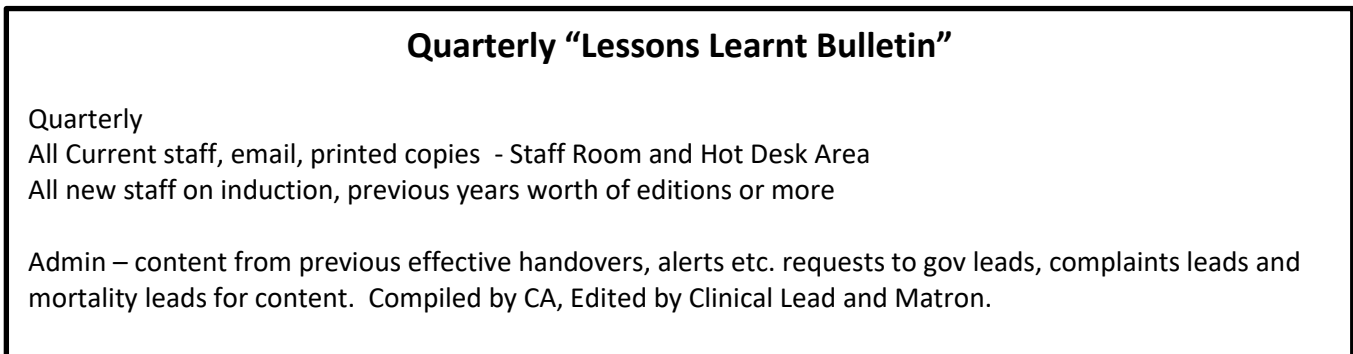 Quarterly “Lessons Learnt Bulletin”
Quarterly
All Current staff, email, printed copies  - Staff Room and Hot Desk Area
All new staff on induction, previous years worth of editions or more
Admin – content from previous effective handovers, alerts etc. requests to gov leads, complaints leads and
mortality leads for content.  Compiled by CA, Edited by Clinical Lead and Matron.